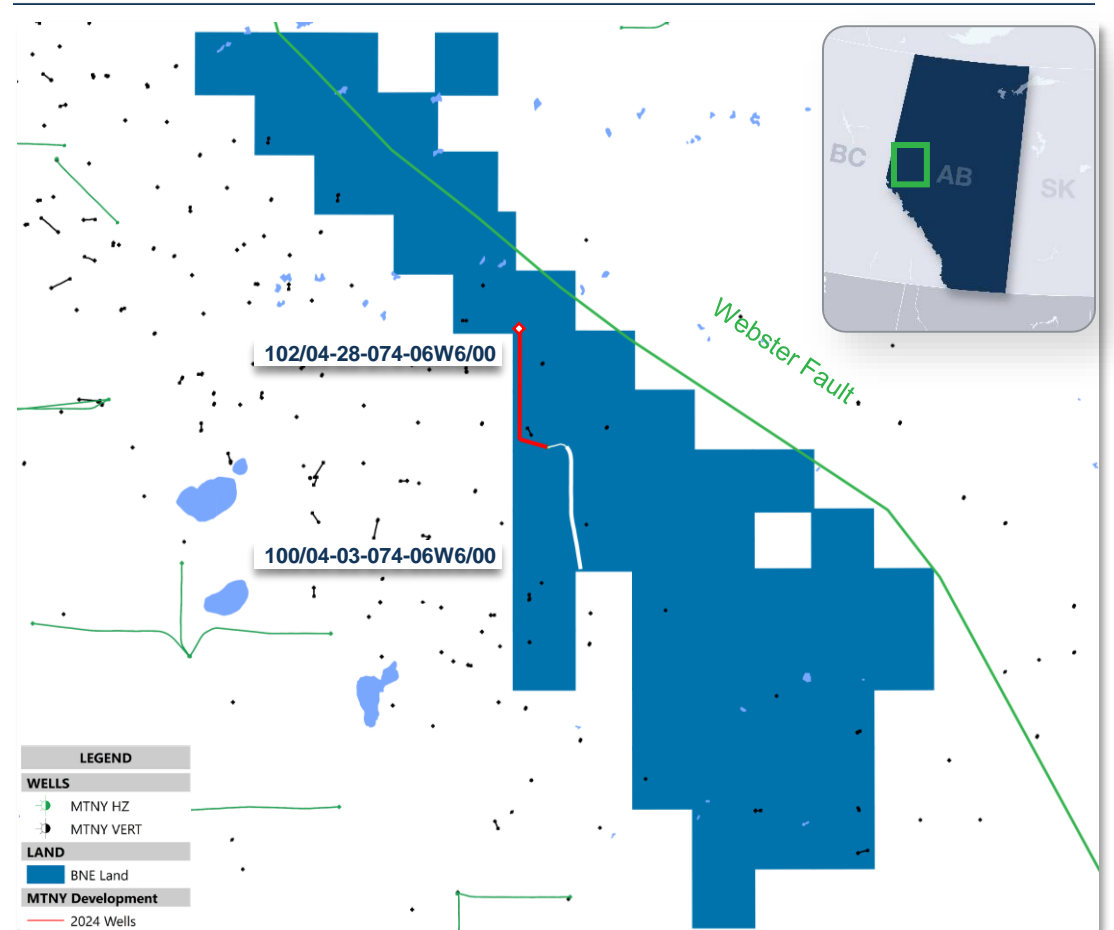 BC
AB
SK
Webster Fault
102/04-28-074-06W6/00
100/04-03-074-06W6/00
LEGEND
WELLS
MTNY HZ
MTNY VERT
LAND
BNE Land
MTNY Development
2024 Wells